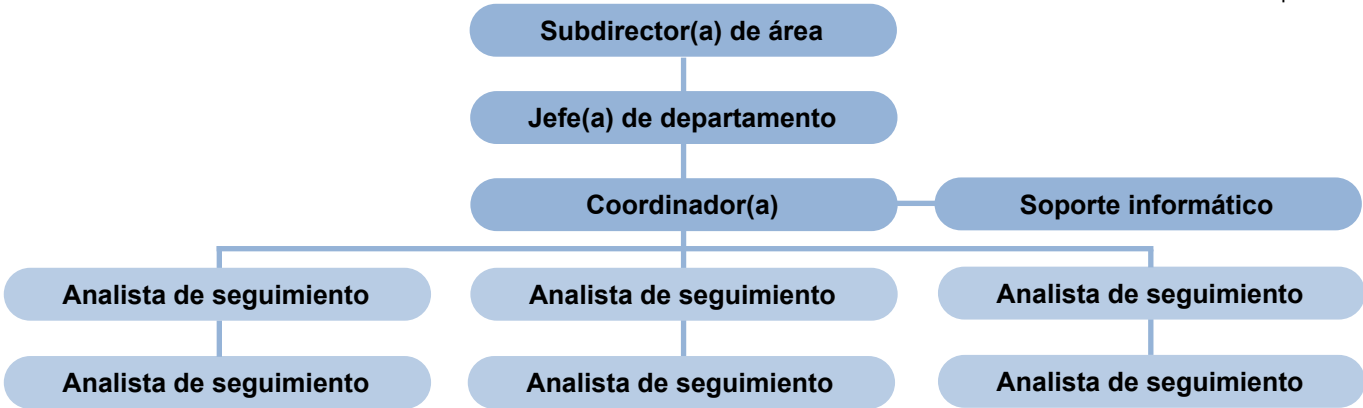 Subdirector(a) de área
Jefe(a) de departamento
Coordinador(a)
Soporte informático
Analista de seguimiento
Analista de seguimiento
Analista de seguimiento
Analista de seguimiento
Analista de seguimiento
Analista de seguimiento